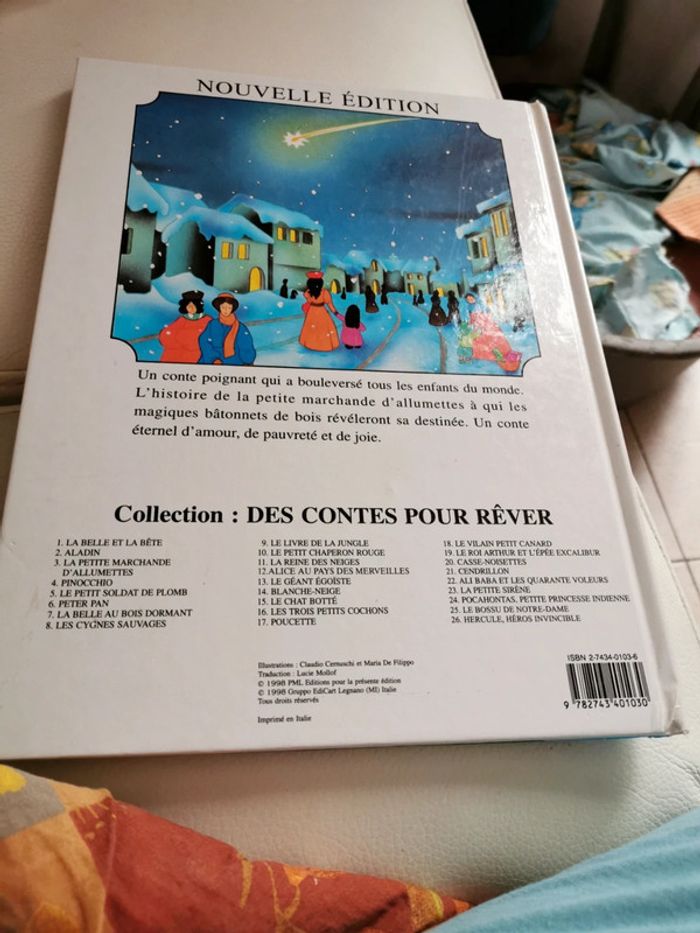 NOUVELLE ÉDITION
Un conte poignant qui a bouleversé tous les enfants du monde.
L'histoire de la petite marchande d'allumettes à qui les
magiques bâtonnets de bois révéleront sa destinée. Un conte
éternel d'amour, de pauvreté et de joie.
Collection : DES CONTES POUR RÊVER
1. LA BELLE ET LA BÊTE
2. ALADIN
3. LA PETITE MARCHANDE
D'ALLUMETTES
4. PINOCCHIO
5. LE PETIT SOLDAT DE PLOMB
6. PETER PAN
7. LA BELLE AU BOIS DORMANT
8. LES CYGNES SAUVAGES
9. LE LIVRE DE LA JUNGLE
10. LE PETIT CHAPERON ROUGE
11. LA REINE DES NEIGES
12. ALICE AU PAYS DES MERVEILLES
13. LE GÉANT ÉGOÏSTE
14. BLANCHE-NEIGE
15. LE CHAT BOTTÉ
16. LES TROIS PETITS COCHONS
17. POUCETTE
18. LE VILAIN PETIT CANARD
19. LE ROI ARTHUR ET L'ÉPÉE EXCALIBUR
20. CASSE-NOISETTES
21. CENDRILLON
22. ALI BABA ET LES QUARANTE VOLEURS
23. LA PETITE SIRÈNE
24. POCAHONTAS, PETITE PRINCESSE INDIENNE
25. LE BOSSU DE NOTRE-DAME
26. HERCULE, HÉROS INVINCIBLE
Illustrations : Claudio Cernuschi et Maria De Filippo
Traduction : Lucie Mollof
© 1998 PML Editions pour la présente édition
© 1998 Gruppo EdiCart Legnano (MI) Italie
Tous droits réservés
Imprimé en Italie
ISBN 2-7434-0103-6
9 782743 401030